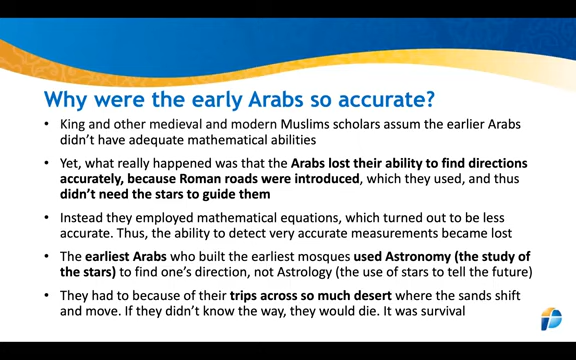 Why were the early Arabs so accurate?
• King and other medieval and modern Muslims scholars assum the earlier Arabs
didn't have adequate mathematical abilities
• Yet, what really happened was that the Arabs lost their ability to find directions
accurately, because Roman roads were introduced, which they used, and thus
didn't need the stars to guide them
• Instead they employed mathematical equations, which turned out to be less
accurate. Thus, the ability to detect very accurate measurements became lost
• The earliest Arabs who built the earliest mosques used Astronomy (the study of
the stars) to find one's direction, not Astrology (the use of stars to tell the future)
• They had to because of their trips across so much desert where the sands shift
and move. If they didn't know the way, they would die. It was survival